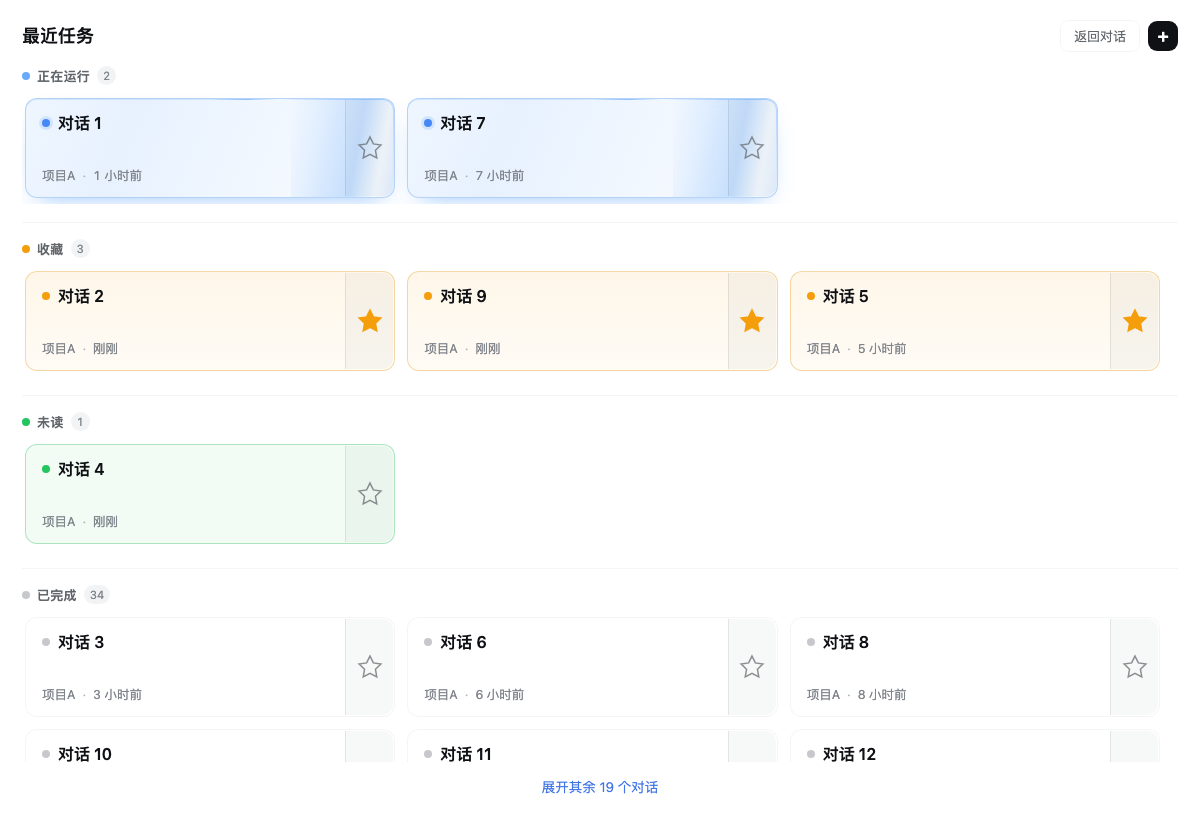 最近任务
返回对话
正在运行 2
对话 1
项目A · 1 小时前
对话 7
项目A · 7 小时前
收藏 3
对话 2
项目A · 刚刚
对话 9
项目A · 刚刚
对话 5
项目A · 5 小时前
未读 1
对话 4
项目A · 刚刚
已完成 34
对话 3
项目A · 3 小时前
对话 6
项目A · 6 小时前
对话 8
项目A · 8 小时前
对话 10
对话 11
对话 12
展开其余 19 个对话